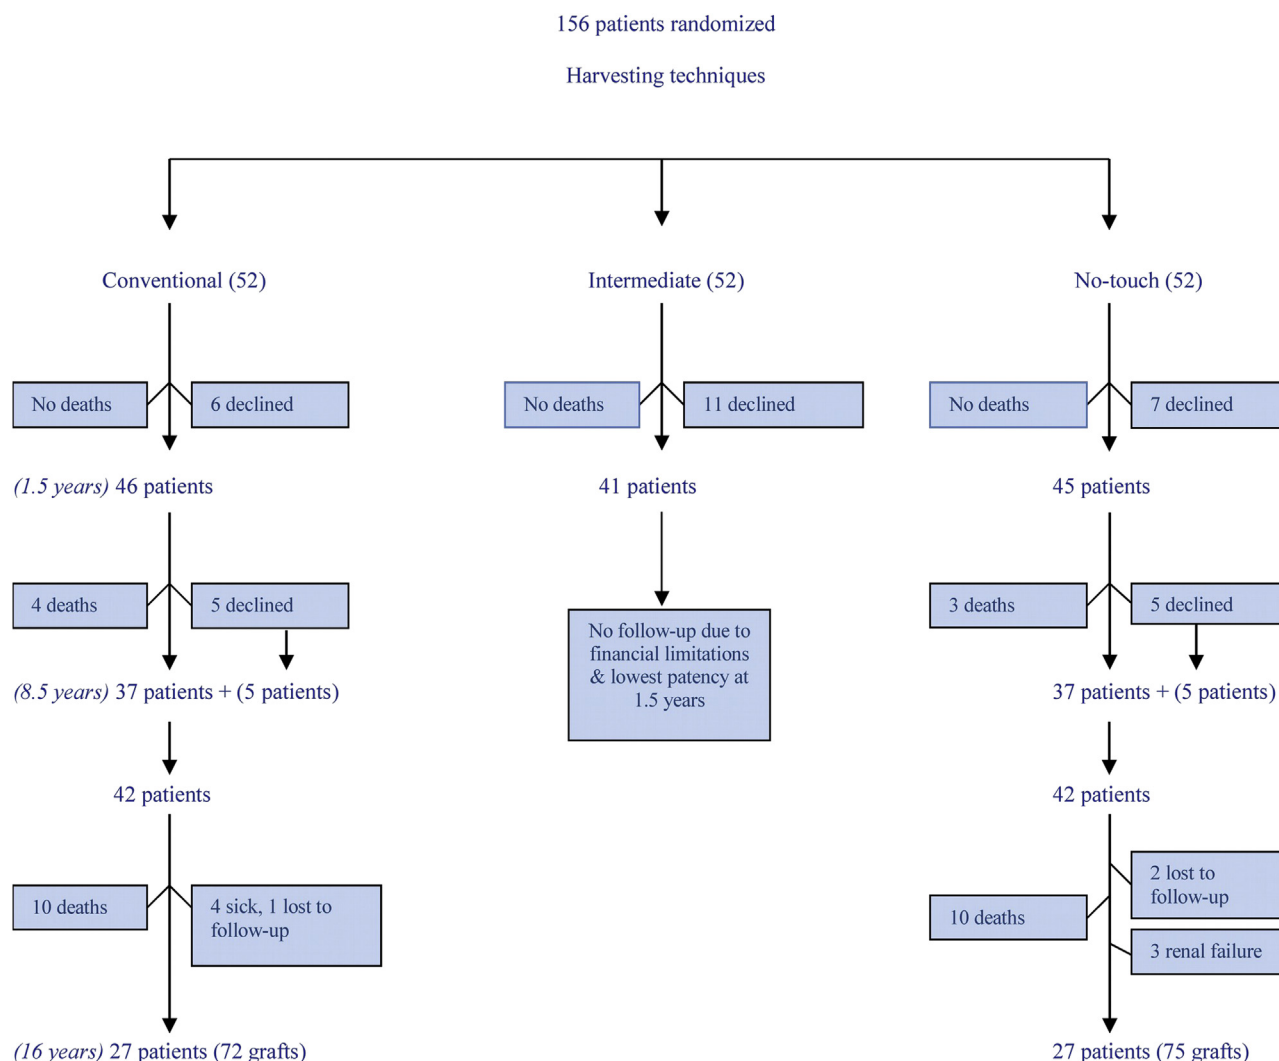 156 patients randomized
Harvesting techniques
Conventional (52)
Intermediate (52)
No-touch (52)
No deaths
6 declined
No deaths
11 declined
No deaths
7 declined
(1.5 years) 46 patients
41 patients
45 patients
4 deaths
5 declined
No follow-up due to
financial limitations
& lowest patency at
1.5 years
3 deaths
5 declined
(8.5 years) 37 patients + (5 patients)
37 patients + (5 patients)
42 patients
42 patients
10 deaths
4 sick, 1 lost to
follow-up
10 deaths
2 lost to
follow-up
3 renal failure
(16 years) 27 patients (72 grafts)
27 patients (75 grafts)